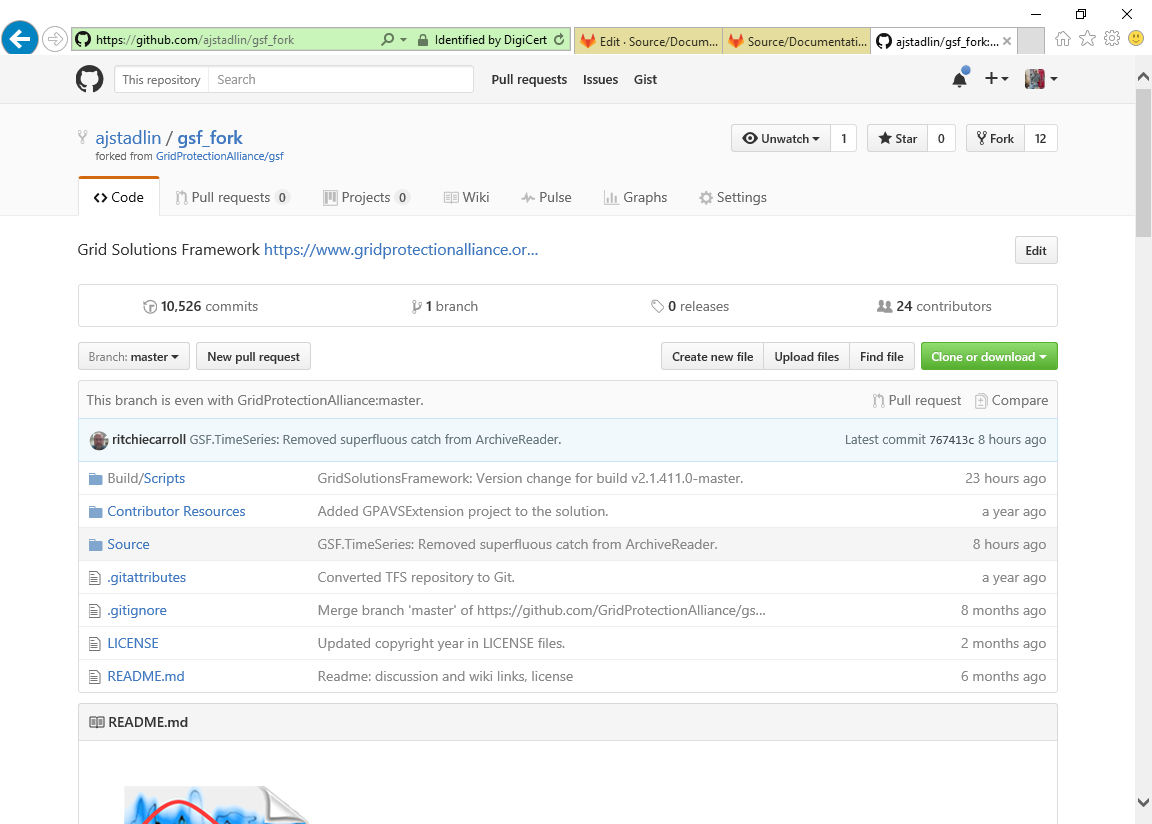 https://github.com/ajstadlin/gsf_fork Identified by DigiCert Edit · Source/Docum... Source/Documentati... ajstadlin/gsf_fork:...
This repository Search Pull requests Issues Gist
ajstadlin / gsf_fork Unwatch 1 Star 0 Fork 12
forked from GridProtectionAlliance/gsf
Code Pull requests 0 Projects 0 Wiki Pulse Graphs Settings
Grid Solutions Framework https://www.gridprotectionalliance.or... Edit
10,526 commits 1 branch 0 releases 24 contributors
Branch: master New pull request Create new file Upload files Find file Clone or download
This branch is even with GridProtectionAlliance:master. Pull request Compare
ritchiecarroll GSF.TimeSeries: Removed superfluous catch from ArchiveReader. Latest commit 767413c 8 hours ago
Build/Scripts GridSolutionsFramework: Version change for build v2.1.411.0-master. 23 hours ago
Contributor Resources Added GPAVSExtension project to the solution. a year ago
Source GSF.TimeSeries: Removed superfluous catch from ArchiveReader. 8 hours ago
.gitattributes Converted TFS repository to Git. a year ago
.gitignore Merge branch 'master' of https://github.com/GridProtectionAlliance/gs... 8 months ago
LICENSE Updated copyright year in LICENSE files. 2 months ago
README.md Readme: discussion and wiki links, license 6 months ago
README.md